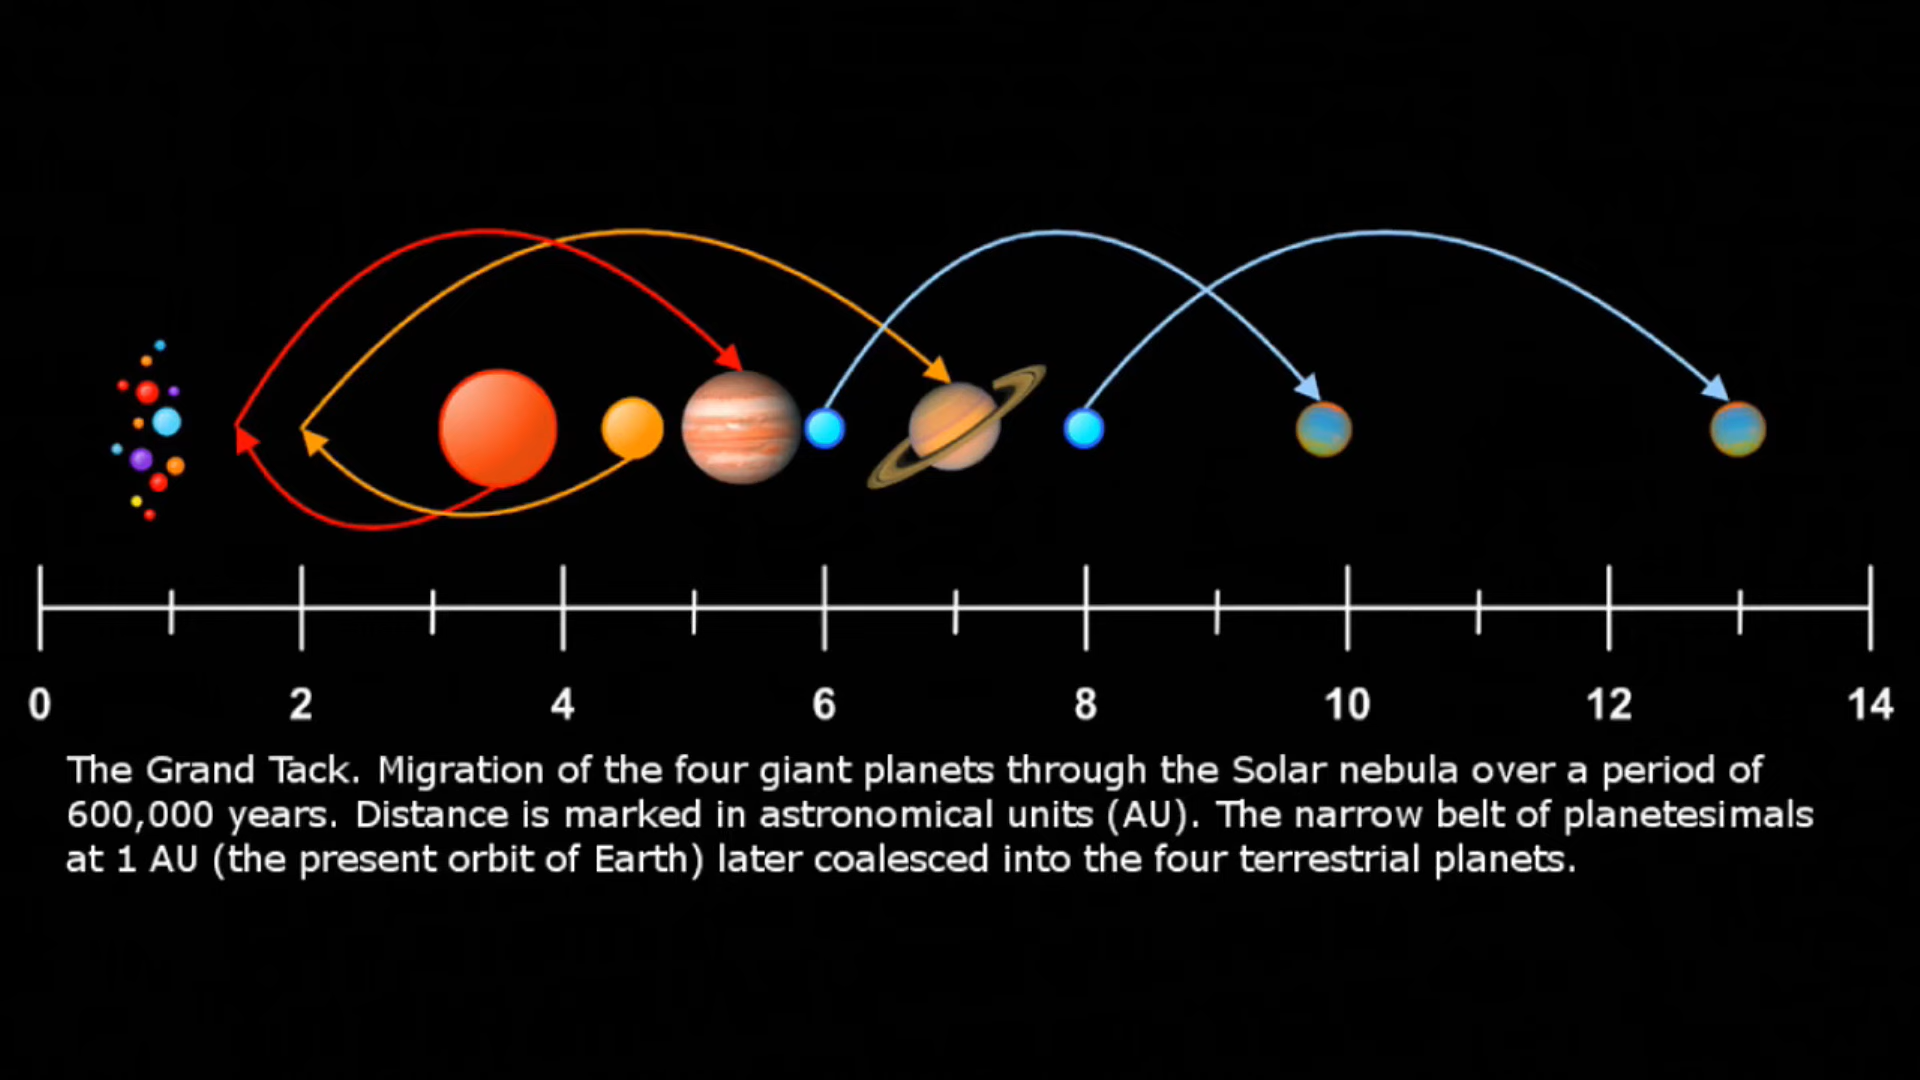 0 2 4 6 8 10 12 14
The Grand Tack. Migration of the four giant planets through the Solar nebula over a period of
600,000 years. Distance is marked in astronomical units (AU). The narrow belt of planetesimals
at 1 AU (the present orbit of Earth) later coalesced into the four terrestrial planets.